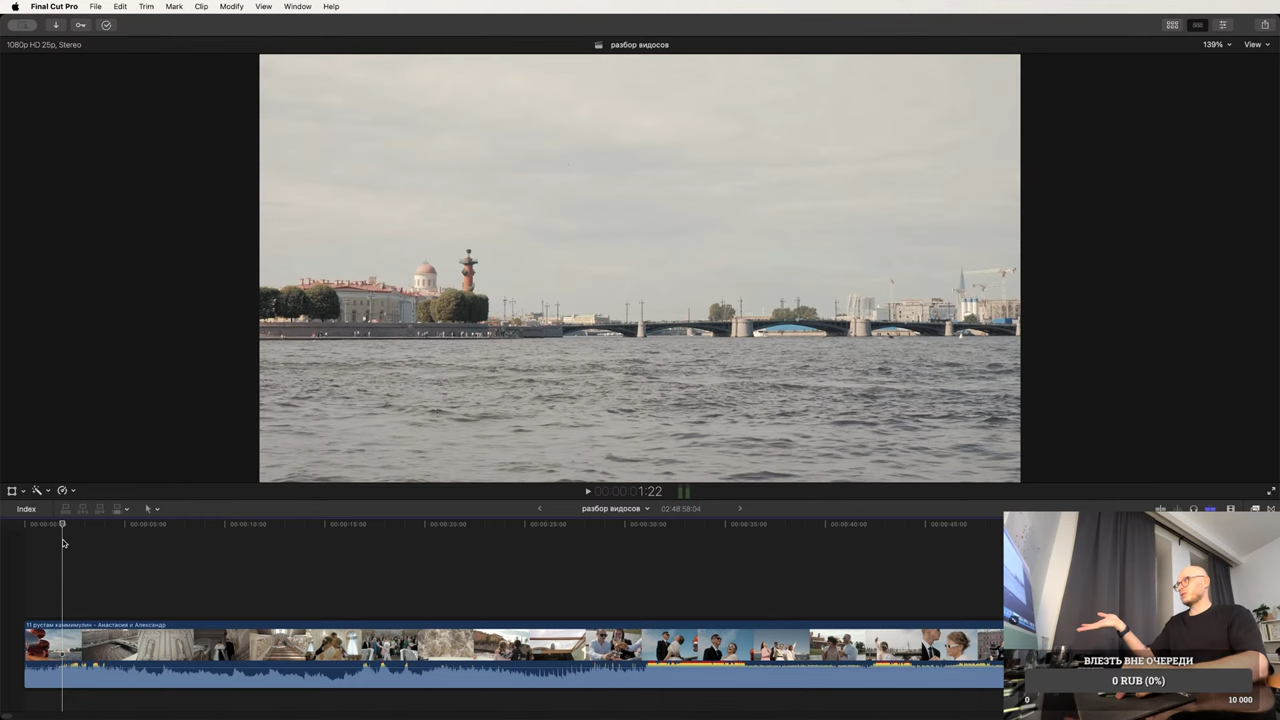 Final Cut Pro File Edit Trim Mark Clip Modify View Window Help
1080p HD 25p, Stereo
разбор видосов
139%
View
00:00:01:22
Index
разбор видосов
02:48:58:04
00:00:05:00
00:00:10:00
00:00:15:00
00:00:20:00
00:00:25:00
00:00:30:00
00:00:35:00
00:00:40:00
00:00:45:00
ВЛЕЗТЬ ВНЕ ОЧЕРЕДИ
0 RUB (0%)
0
10 000